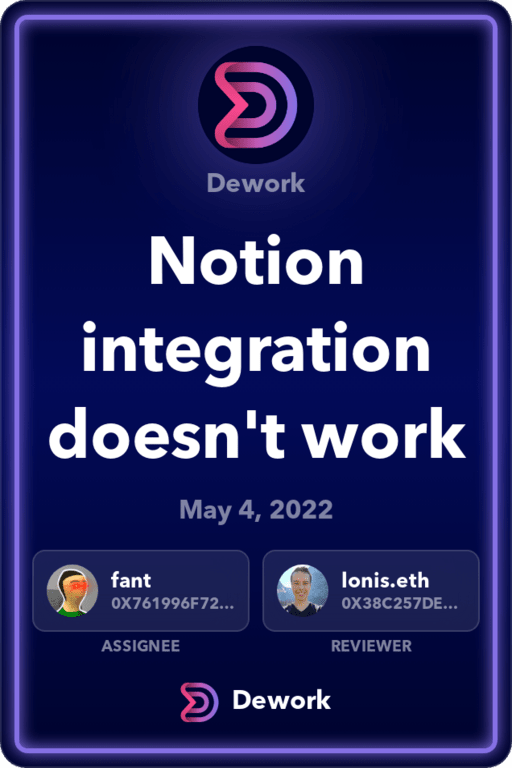 Dework
Notion
integration
doesn't work
May 4, 2022
fant
0X761996F72...
ASSIGNEE
lonis.eth
0X38C257DE...
REVIEWER
Dework